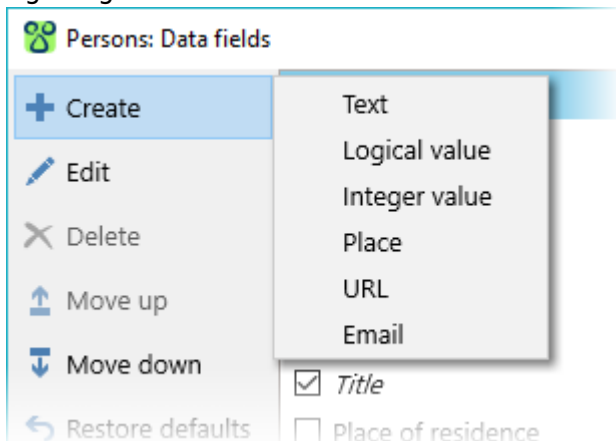 Persons: Data fields
Create
Text
Logical value
Edit
Integer value
Delete
Place
URL
Move up
Email
Move down
Title
Restore defaults
Place of residence